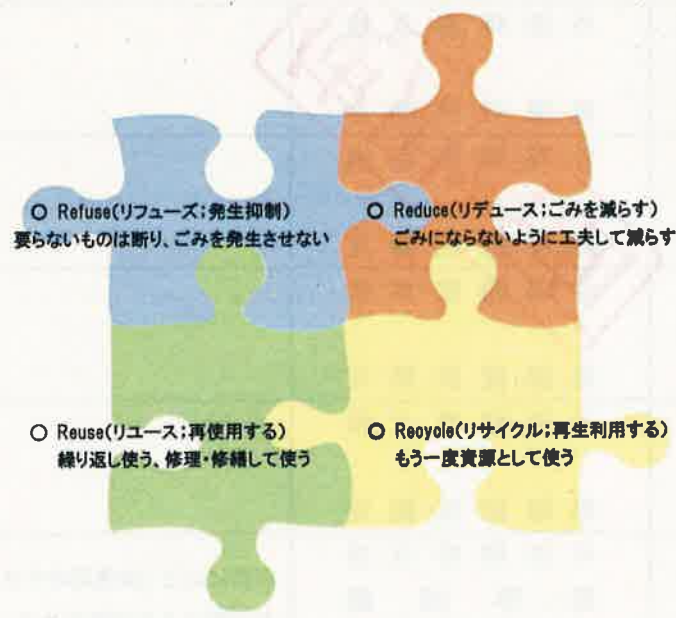 ○ Refuse(リフューズ;発生抑制)
要らないものは断り、ごみを発生させない
○ Reduce(リデュース;ごみを減らす)
ごみにならないように工夫して減らす
○ Reuse(リユース;再使用する)
繰り返し使う、修理・修繕して使う
○ Recycle(リサイクル;再生利用する)
もう一度資源として使う